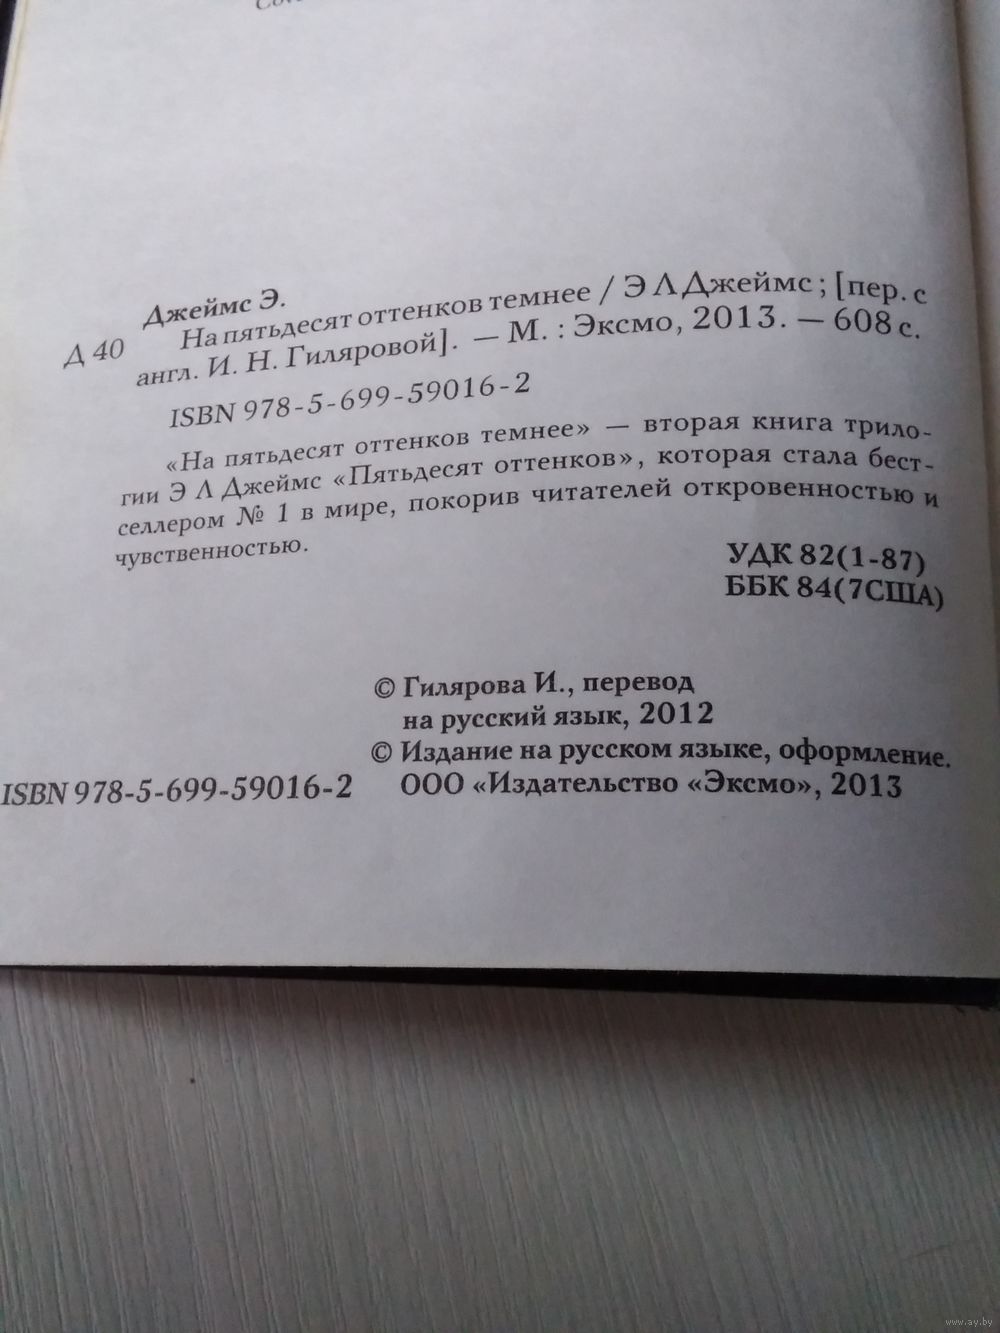 Джеймс Э.
Д 40 На пятьдесят оттенков темнее / Э Л Джеймс ; [пер. с
англ. И. Н. Гиляровой]. — М. : Эксмо, 2013. — 608 с.
ISBN 978-5-699-59016-2
«На пятьдесят оттенков темнее» — вторая книга трило-
гии Э Л Джеймс «Пятьдесят оттенков», которая стала бест-
селлером № 1 в мире, покорив читателей откровенностью и
чувственностью.
УДК 82(1-87)
ББК 84(7США)
© Гилярова И., перевод
на русский язык, 2012
© Издание на русском языке, оформление.
ISBN 978-5-699-59016-2 ООО «Издательство «Эксмо», 2013
www.ay.by